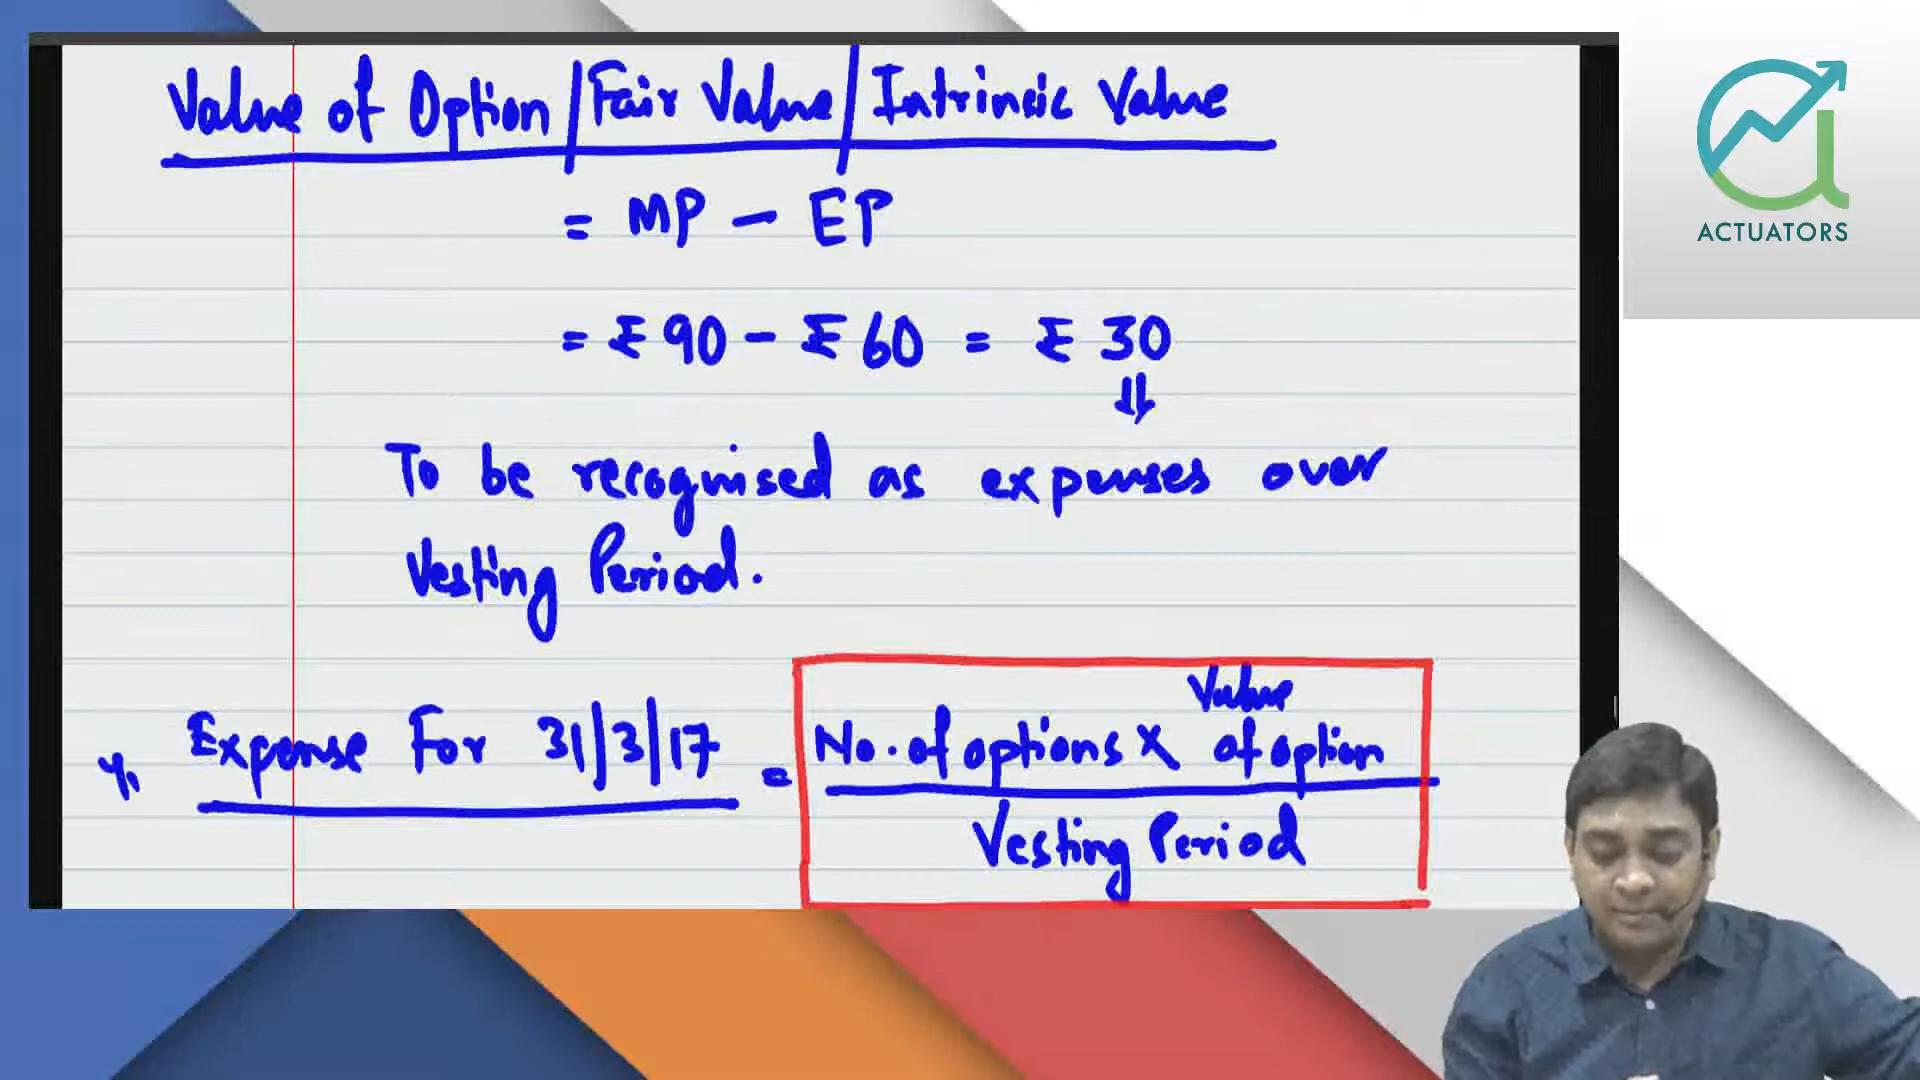 Value of Option / Fair Value / Intrinsic Value
= MP - EP
= ₹ 90 - ₹ 60 = ₹ 30
⇓
To be recognised as expenses over
Vesting Period.
Y1 Expense For 31/3/17 = No. of options X Value of option
Vesting Period
ACTUATORS